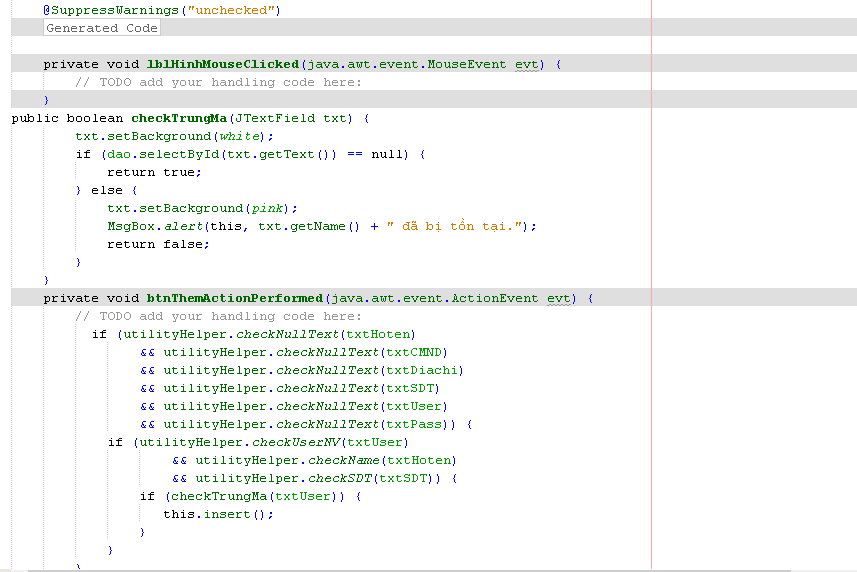 @SuppressWarnings("unchecked")
Generated Code
private void lblHinhMouseClicked(java.awt.event.MouseEvent evt) {
// TODO add your handling code here:
}
public boolean checkTrungMa(JTextField txt) {
txt.setBackground(white);
if (dao.selectById(txt.getText()) == null) {
return true;
} else {
txt.setBackground(pink);
MsgBox.alert(this, txt.getName() + " đã bị tồn tại.");
return false;
}
}
private void btnThemActionPerformed(java.awt.event.ActionEvent evt) {
// TODO add your handling code here:
if (utilityHelper.checkNullText(txtHoten)
&& utilityHelper.checkNullText(txtCMND)
&& utilityHelper.checkNullText(txtDiachi)
&& utilityHelper.checkNullText(txtSDT)
&& utilityHelper.checkNullText(txtUser)
&& utilityHelper.checkNullText(txtPass)) {
if (utilityHelper.checkUserNV(txtUser)
&& utilityHelper.checkName(txtHoten)
&& utilityHelper.checkSDT(txtSDT)) {
if (checkTrungMa(txtUser)) {
this.insert();
}
}
}